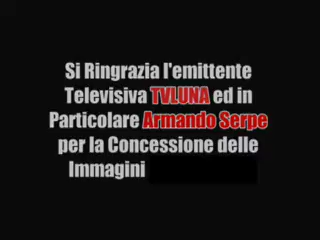 Si Ringrazia l'emittente
Televisiva TVLUNA ed in
Particolare Armando Serpe
per la Concessione delle
Immagini